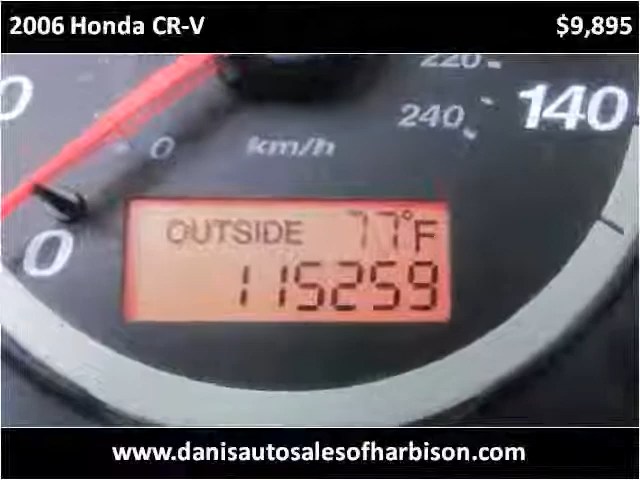 2006 Honda CR-V $9,895
220
240 140
0 km/h
0
OUTSIDE 77°F
115259
www.danisautosalesofharbison.com